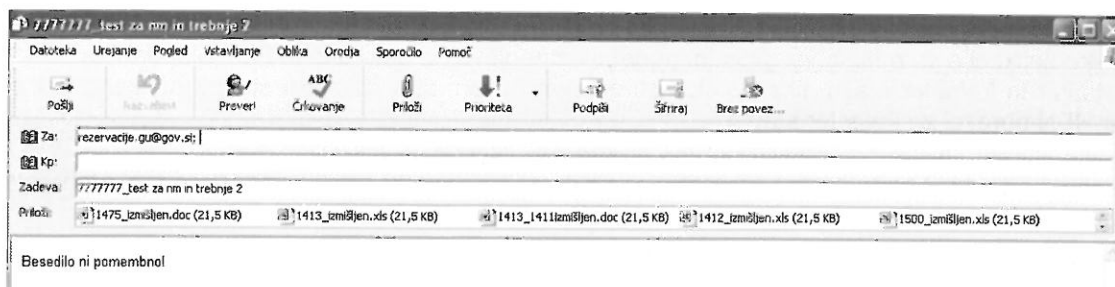 7777777_test za nm in trebnje 2
Datoteka Urejanje Pogled Vstavljanje Oblika Orodja Sporočilo Pomoč
Pošlji Razveljavi Preveri Črkovanje Priloži Prioriteta Podpiši Šifriraj Brez povez...
Za: rezervacije.gu@gov.si;
Kp:
Zadeva: 7777777_test za nm in trebnje 2
Priloži: 1475_izmišljen.doc (21,5 KB) 1413_izmišljen.xls (21,5 KB) 1413_1411izmišljen.doc (21,5 KB) 1412_izmišljen.xls (21,5 KB) 1500_izmišljen.xls (21,5 KB)
Besedilo ni pomembno!